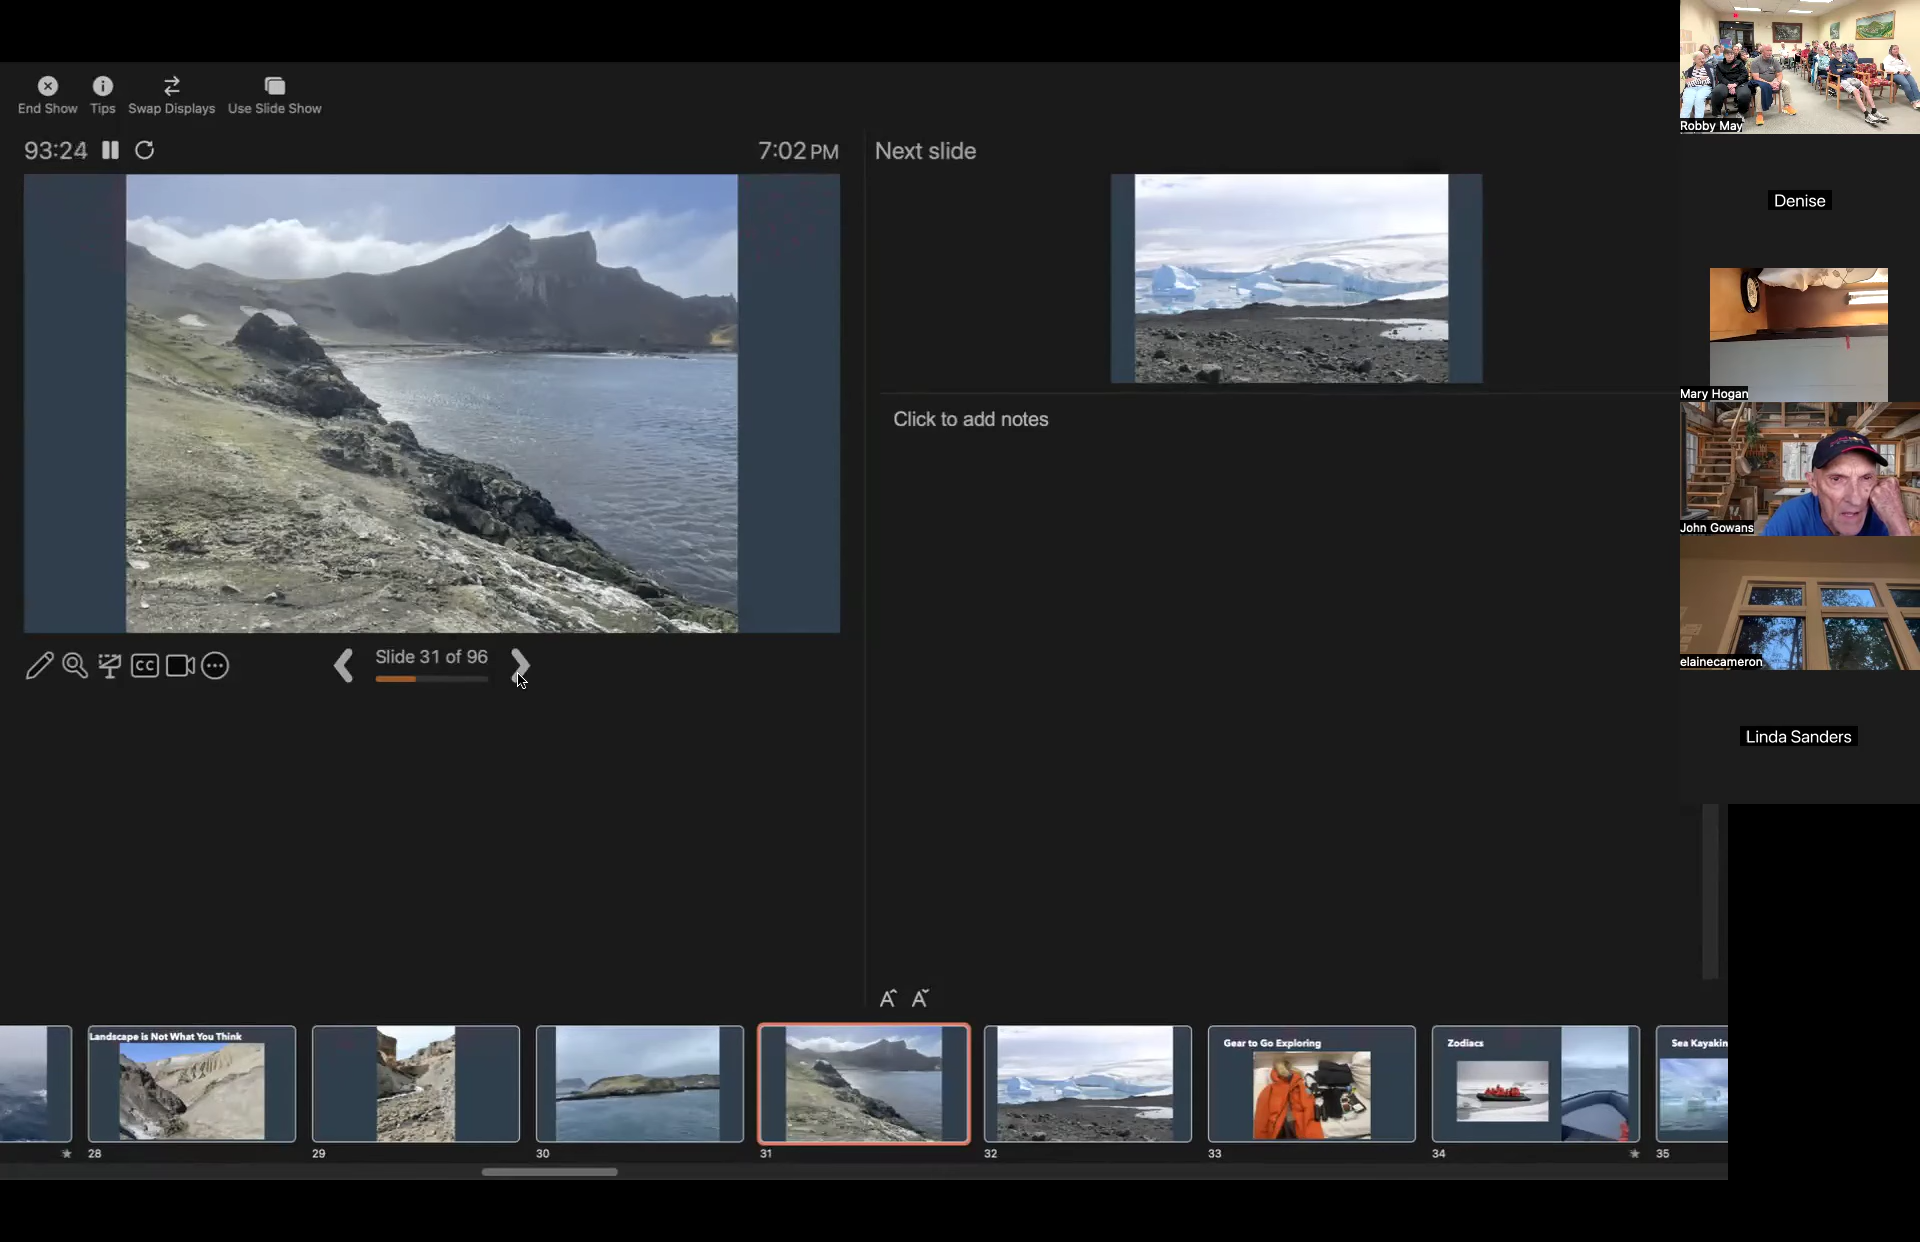 End Show
Tips
Swap Displays
Use Slide Show
93:24
7:02 PM
Next slide
Click to add notes
Slide 31 of 96
CC
Landscape is Not What You Think
Gear to Go Exploring
Zodiacs
Sea Kayakin
28
29
30
31
32
33
34
35
Robby May
Denise
Mary Hogan
John Gowans
elainecameron
Linda Sanders